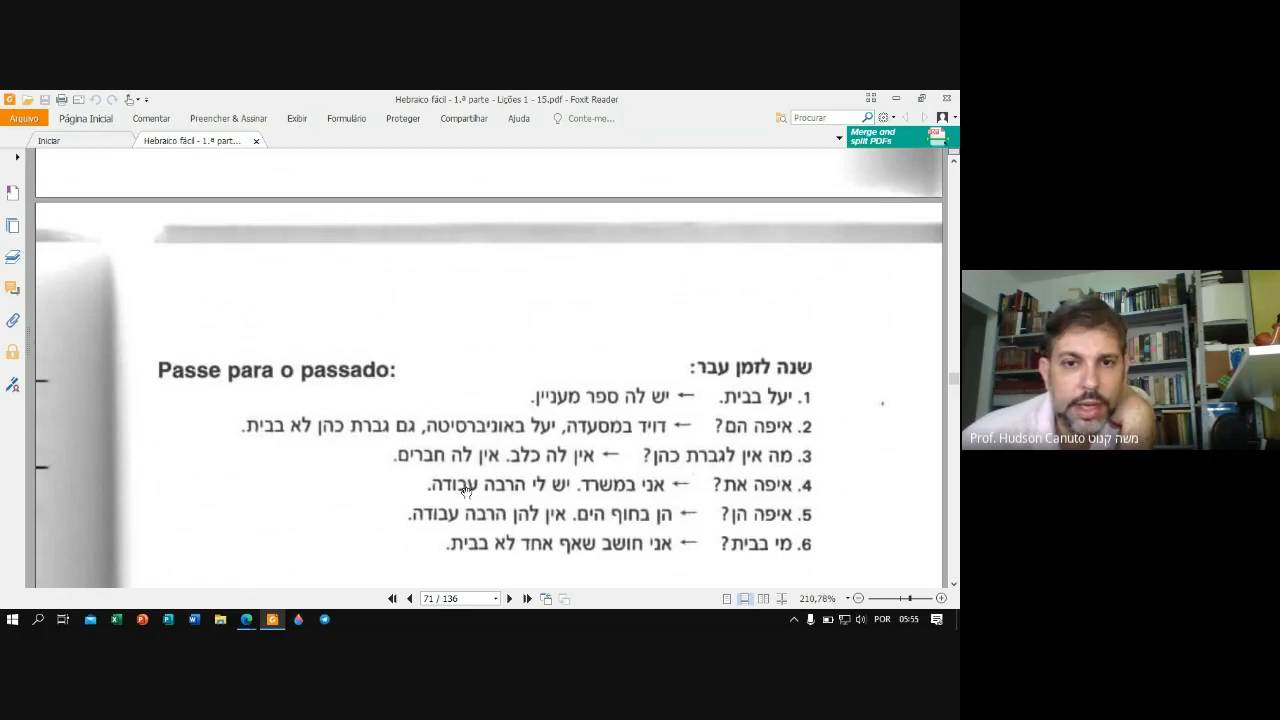 Hebraico fácil - 1.ª parte - Lições 1 - 15.pdf - Foxit Reader
Arquivo Página Inicial Comentar Preencher & Assinar Exibir Formulário Proteger Compartilhar Ajuda Conte-me... Procurar
Iniciar Hebraico fácil - 1.ª part...
Merge and split PDFs
Passe para o passado:
שנה לזמן עבר:
1. יעל בבית. ← יש לה ספר מעניין.
2. איפה הם? ← דויד במסעדה, יעל באוניברסיטה, גם גברת כהן לא בבית.
3. מה אין לגברת כהן? ← אין לה כלב. אין לה חברים.
4. איפה את? ← אני במשרד. יש לי הרבה עבודה.
5. איפה הן? ← הן בחוף הים. אין להן הרבה עבודה.
6. מי בבית? ← אני חושב שאף אחד לא בבית.
Prof. Hudson Canuto משה קנוט
71 / 136 210,78%
POR 05:55